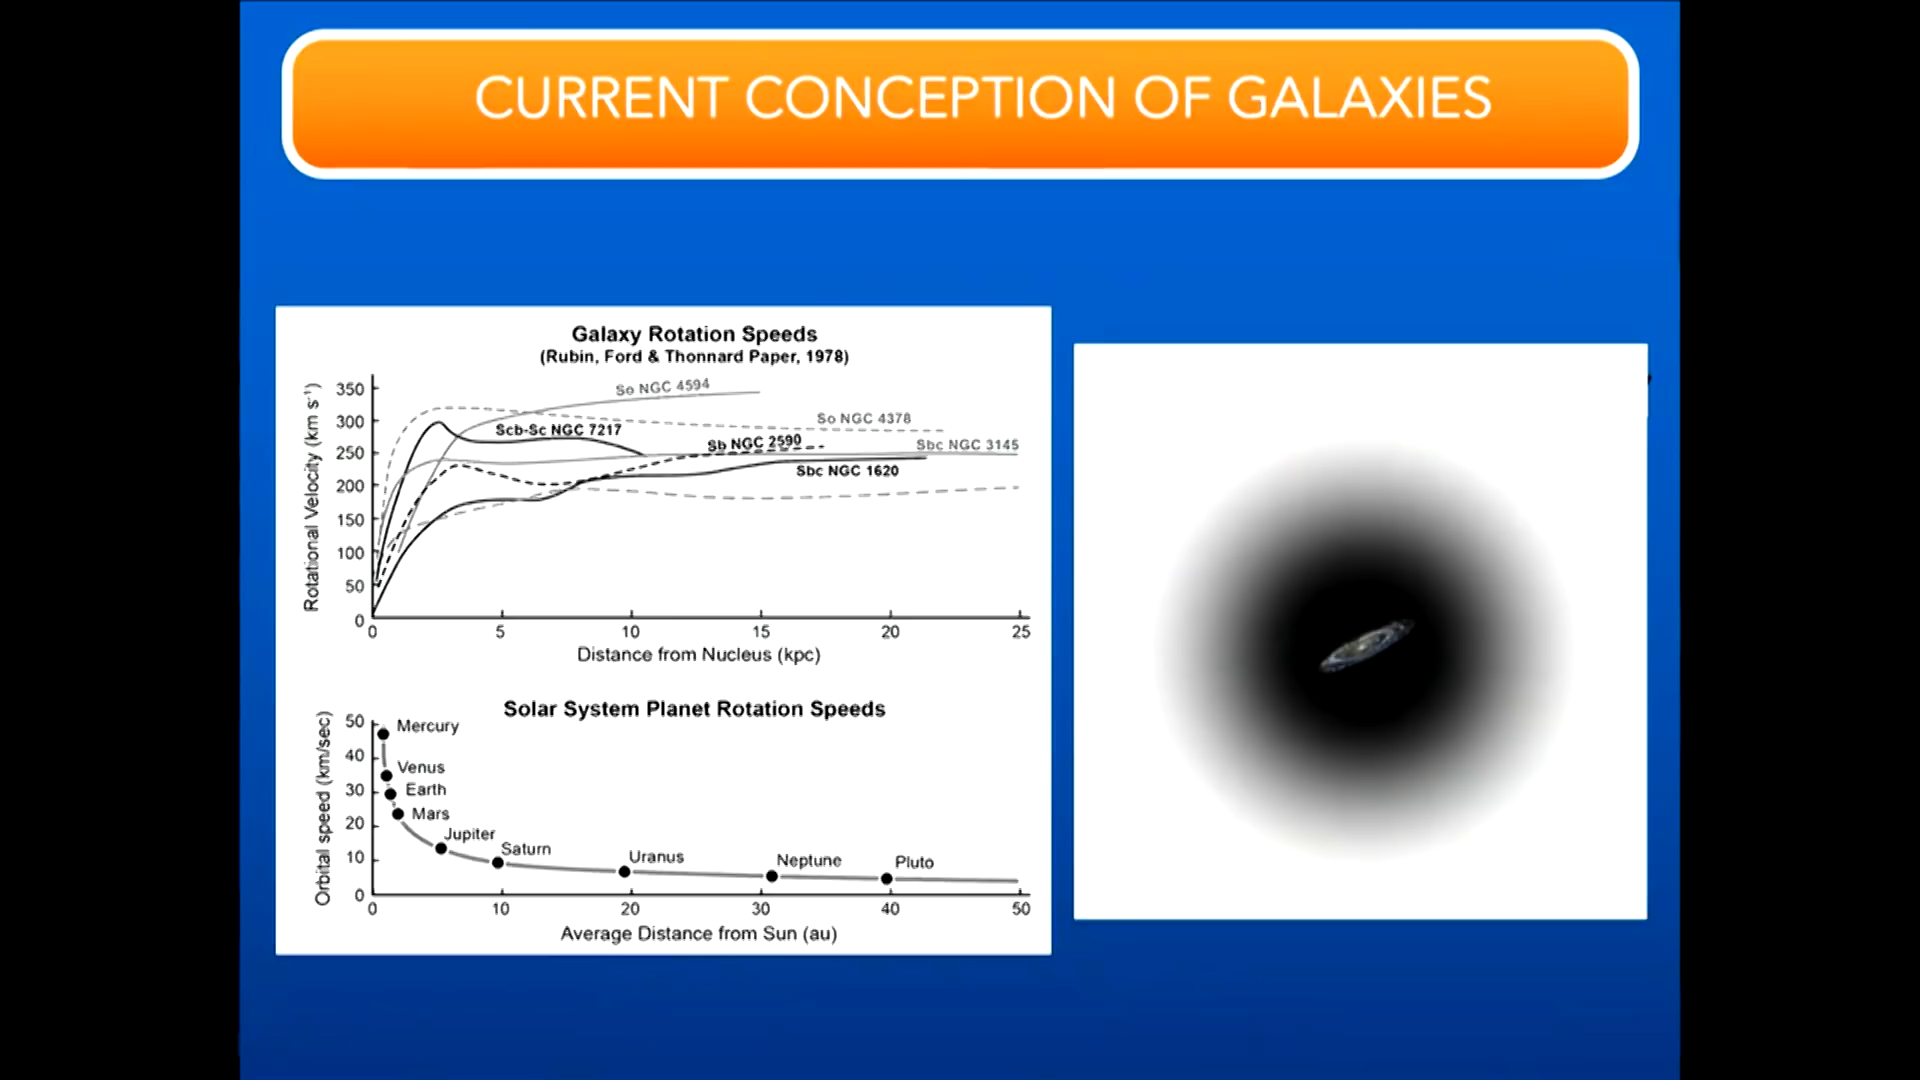 CURRENT CONCEPTION OF GALAXIES
Galaxy Rotation Speeds
(Rubin, Ford & Thonnard Paper, 1978)
Rotational Velocity (km s⁻¹)
350
300
250
200
150
100
50
0
So NGC 4594
So NGC 4378
Scb-Sc NGC 7217
Sb NGC 2590
Sbc NGC 3145
Sbc NGC 1620
0 5 10 15 20 25
Distance from Nucleus (kpc)
Solar System Planet Rotation Speeds
Orbital speed (km/sec)
50
40
30
20
10
0
Mercury
Venus
Earth
Mars
Jupiter
Saturn
Uranus
Neptune
Pluto
0 10 20 30 40 50
Average Distance from Sun (au)